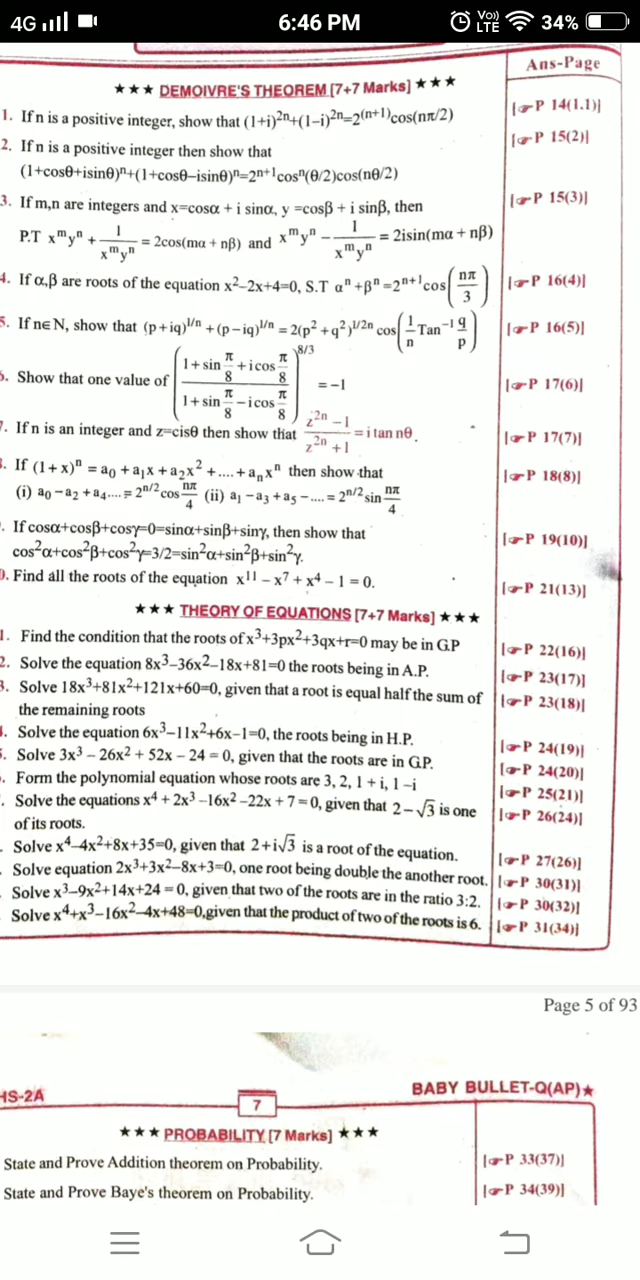 4G 6:46 PM Vo) LTE 34%
Ans-Page
★★★ DEMOIVRE'S THEOREM [7+7 Marks] ★★★
1. If n is a positive integer, show that (1+i)²ⁿ+(1–i)²ⁿ=2⁽ⁿ⁺¹⁾cos(nπ/2) [☞P 14(1.1)]
2. If n is a positive integer then show that [☞P 15(2)]
(1+cosθ+isinθ)ⁿ+(1+cosθ–isinθ)ⁿ=2ⁿ⁺¹cosⁿ(θ/2)cos(nθ/2)
3. If m,n are integers and x=cosα + i sinα, y =cosβ + i sinβ, then [☞P 15(3)]
P.T xᵐyⁿ + 1/(xᵐyⁿ) = 2cos(mα + nβ) and xᵐyⁿ – 1/(xᵐyⁿ) = 2isin(mα + nβ)
4. If α,β are roots of the equation x²–2x+4=0, S.T αⁿ +βⁿ =2ⁿ⁺¹cos(nπ/3) [☞P 16(4)]
5. If n∈N, show that (p+iq)^(1/n) + (p–iq)^(1/n) = 2(p² + q²)^(1/2n) cos(1/n Tan⁻¹ q/p) [☞P 16(5)]
6. Show that one value of ((1+sin π/8 + i cos π/8)/(1+sin π/8 – i cos π/8))^(8/3) = –1 [☞P 17(6)]
7. If n is an integer and z=cisθ then show that (z²ⁿ –1)/(z²ⁿ +1) = i tan nθ. [☞P 17(7)]
8. If (1+x)ⁿ = a₀ + a₁x + a₂x² +....+ aₙxⁿ then show that [☞P 18(8)]
(i) a₀ –a₂ +a₄....= 2^(n/2) cos nπ/4 (ii) a₁ –a₃ +a₅ –....= 2^(n/2) sin nπ/4
. If cosα+cosβ+cosγ=0=sinα+sinβ+sinγ, then show that [☞P 19(10)]
cos²α+cos²β+cos²γ=3/2=sin²α+sin²β+sin²γ.
0. Find all the roots of the equation x¹¹ – x⁷ + x⁴ – 1 = 0. [☞P 21(13)]
★★★ THEORY OF EQUATIONS [7+7 Marks] ★★★
1. Find the condition that the roots of x³+3px²+3qx+r=0 may be in G.P [☞P 22(16)]
2. Solve the equation 8x³–36x²–18x+81=0 the roots being in A.P. [☞P 23(17)]
3. Solve 18x³+81x²+121x+60=0, given that a root is equal half the sum of [☞P 23(18)]
the remaining roots
. Solve the equation 6x³–11x²+6x–1=0, the roots being in H.P. [☞P 24(19)]
5. Solve 3x³ – 26x² + 52x – 24 = 0, given that the roots are in G.P. [☞P 24(20)]
. Form the polynomial equation whose roots are 3, 2, 1 + i, 1 –i [☞P 25(21)]
. Solve the equations x⁴ + 2x³ –16x² –22x + 7 = 0, given that 2–√3 is one [☞P 26(24)]
of its roots.
. Solve x⁴–4x²+8x+35=0, given that 2+i√3 is a root of the equation. [☞P 27(26)]
. Solve equation 2x³+3x²–8x+3=0, one root being double the another root. [☞P 30(31)]
. Solve x³–9x²+14x+24 = 0, given that two of the roots are in the ratio 3:2. [☞P 30(32)]
. Solve x⁴+x³–16x²–4x+48=0,given that the product of two of the roots is 6. [☞P 31(34)]
Page 5 of 93
HS-2A 7 BABY BULLET-Q(AP)★
★★★ PROBABILITY [7 Marks] ★★★
State and Prove Addition theorem on Probability. [☞P 33(37)]
State and Prove Baye's theorem on Probability. [☞P 34(39)]